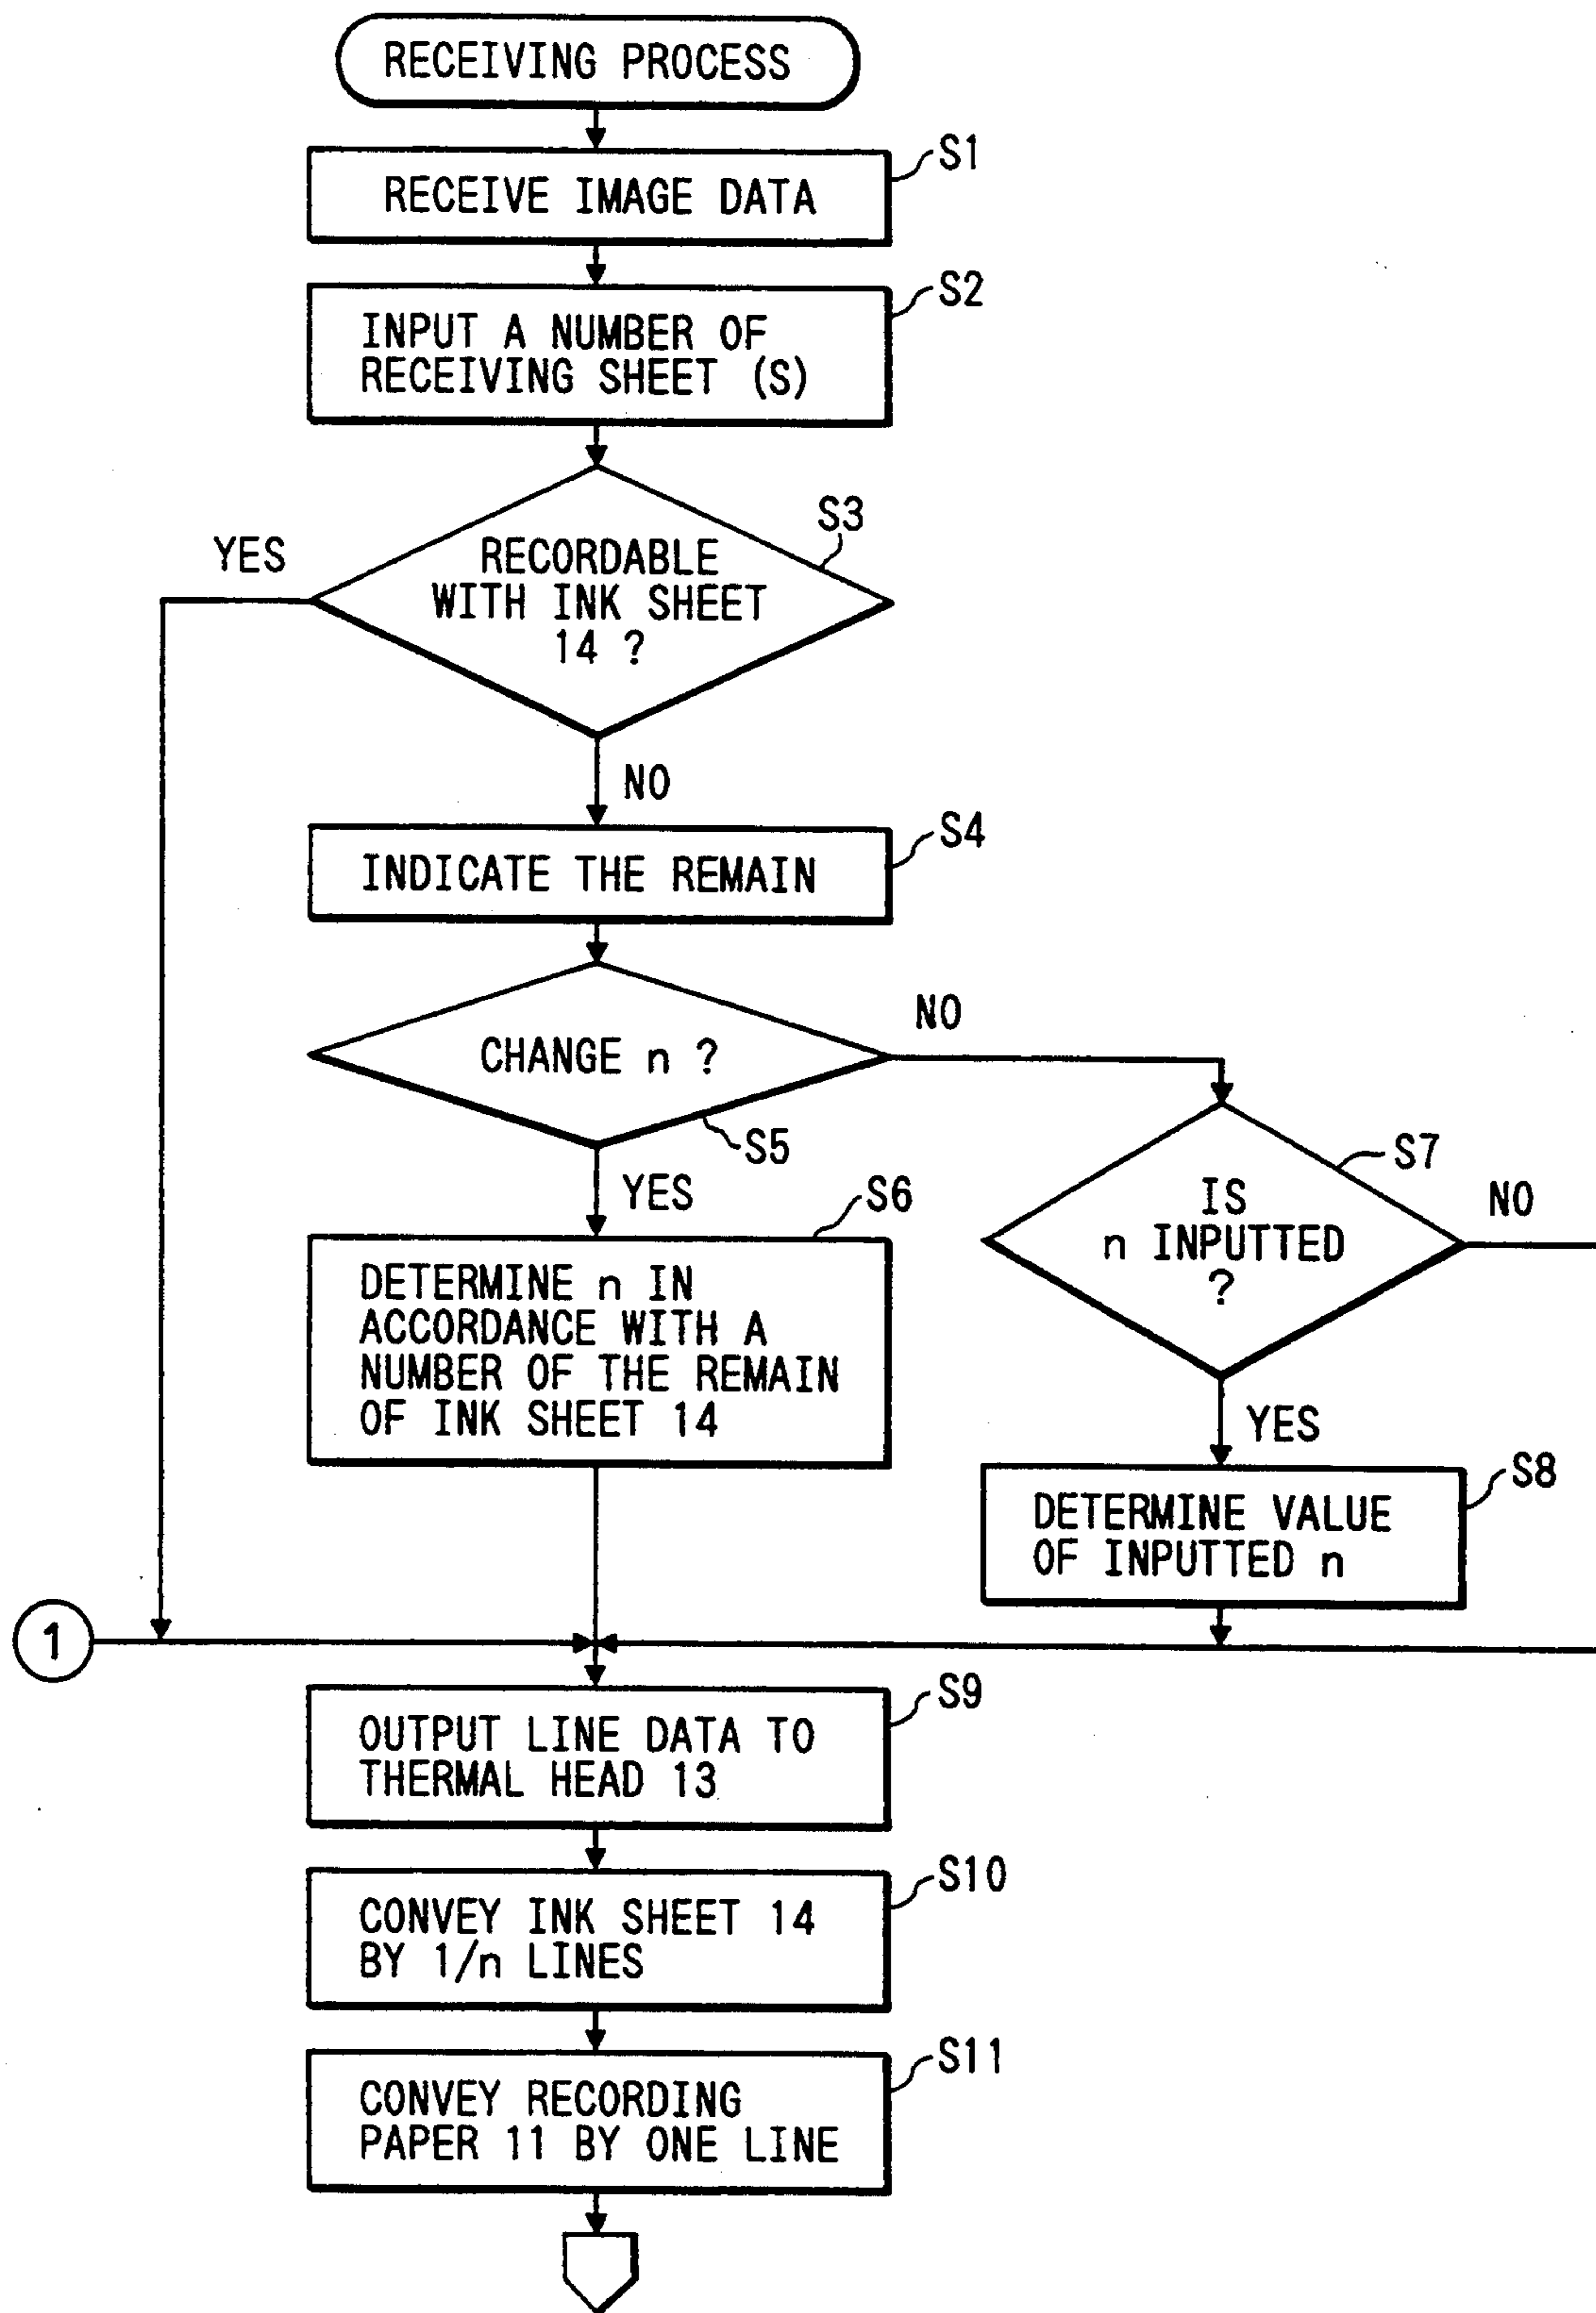 RECEIVING PROCESS
S1
RECEIVE IMAGE DATA
S2
INPUT A NUMBER OF
RECEIVING SHEET (S)
S3
YES
RECORDABLE
WITH INK SHEET
14 ?
NO
S4
INDICATE THE REMAIN
NO
CHANGE n ?
S5
YES
S7
IS
n INPUTTED
?
NO
S6
DETERMINE n IN
ACCORDANCE WITH A
NUMBER OF THE REMAIN
OF INK SHEET 14
YES
S8
DETERMINE VALUE
OF INPUTTED n
1
S9
OUTPUT LINE DATA TO
THERMAL HEAD 13
S10
CONVEY INK SHEET 14
BY 1/n LINES
S11
CONVEY RECORDING
PAPER 11 BY ONE LINE